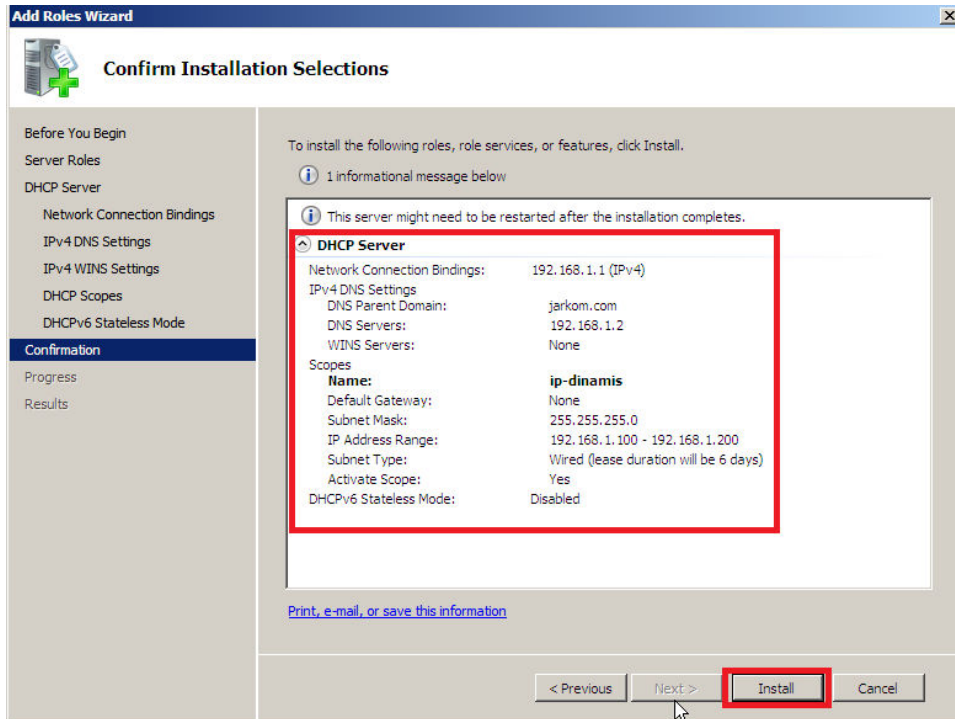 Add Roles Wizard
Confirm Installation Selections
Before You Begin
Server Roles
DHCP Server
Network Connection Bindings
IPv4 DNS Settings
IPv4 WINS Settings
DHCP Scopes
DHCPv6 Stateless Mode
Confirmation
Progress
Results
To install the following roles, role services, or features, click Install.
1 informational message below
This server might need to be restarted after the installation completes.
DHCP Server
Network Connection Bindings: 192.168.1.1 (IPv4)
IPv4 DNS Settings
DNS Parent Domain: jarkom.com
DNS Servers: 192.168.1.2
WINS Servers: None
Scopes
Name: ip-dinamis
Default Gateway: None
Subnet Mask: 255.255.255.0
IP Address Range: 192.168.1.100 - 192.168.1.200
Subnet Type: Wired (lease duration will be 6 days)
Activate Scope: Yes
DHCPv6 Stateless Mode: Disabled
Print, e-mail, or save this information
< Previous Next > Install Cancel